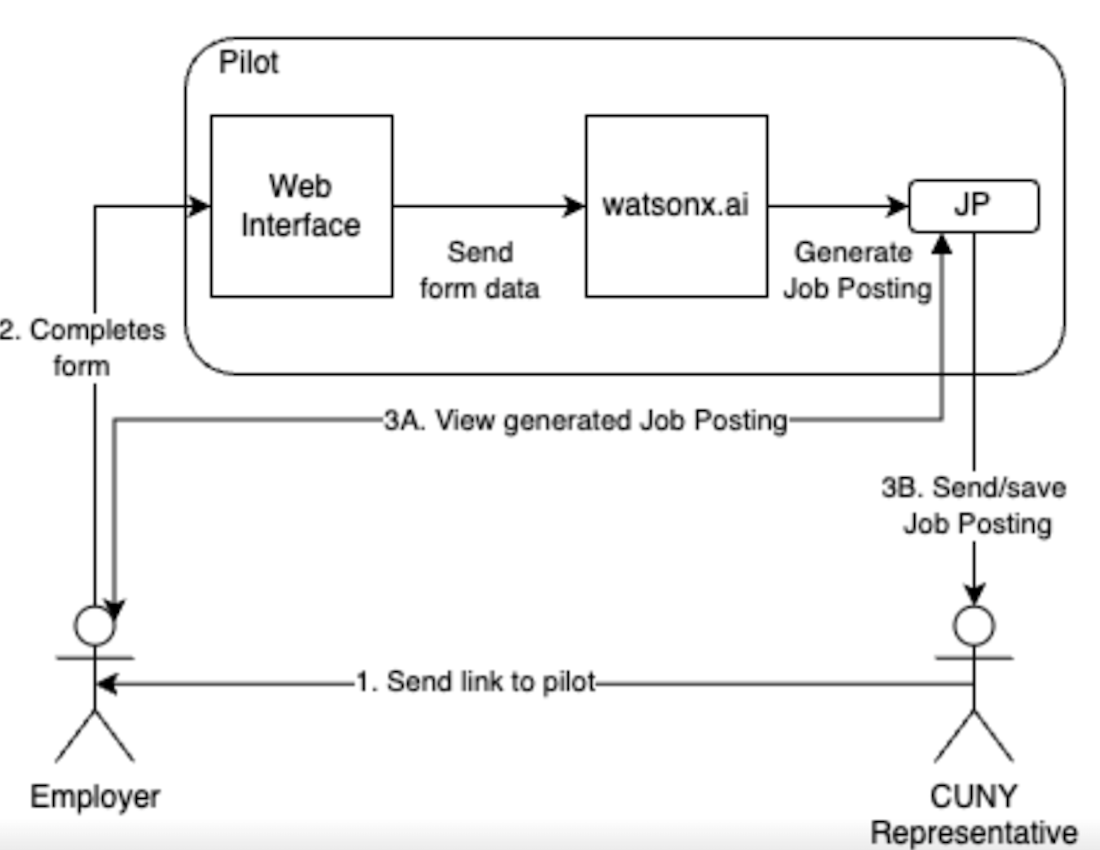 Pilot
Web
Interface
watsonx.ai
JP
Send
form data
Generate
Job Posting
2. Completes
form
3A. View generated Job Posting
3B. Send/save
Job Posting
1. Send link to pilot
Employer
CUNY
Representative